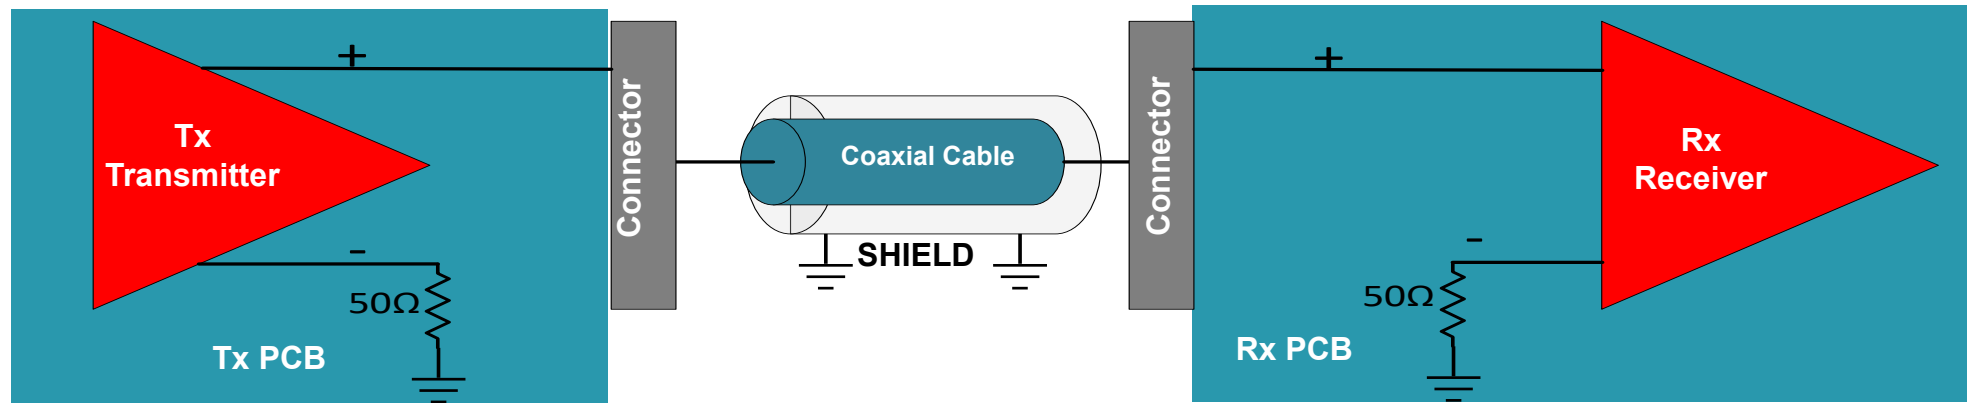 +
Tx
Transmitter
-
50Ω
Tx PCB
Connector
Coaxial Cable
SHIELD
Connector
+
Rx
Receiver
-
50Ω
Rx PCB